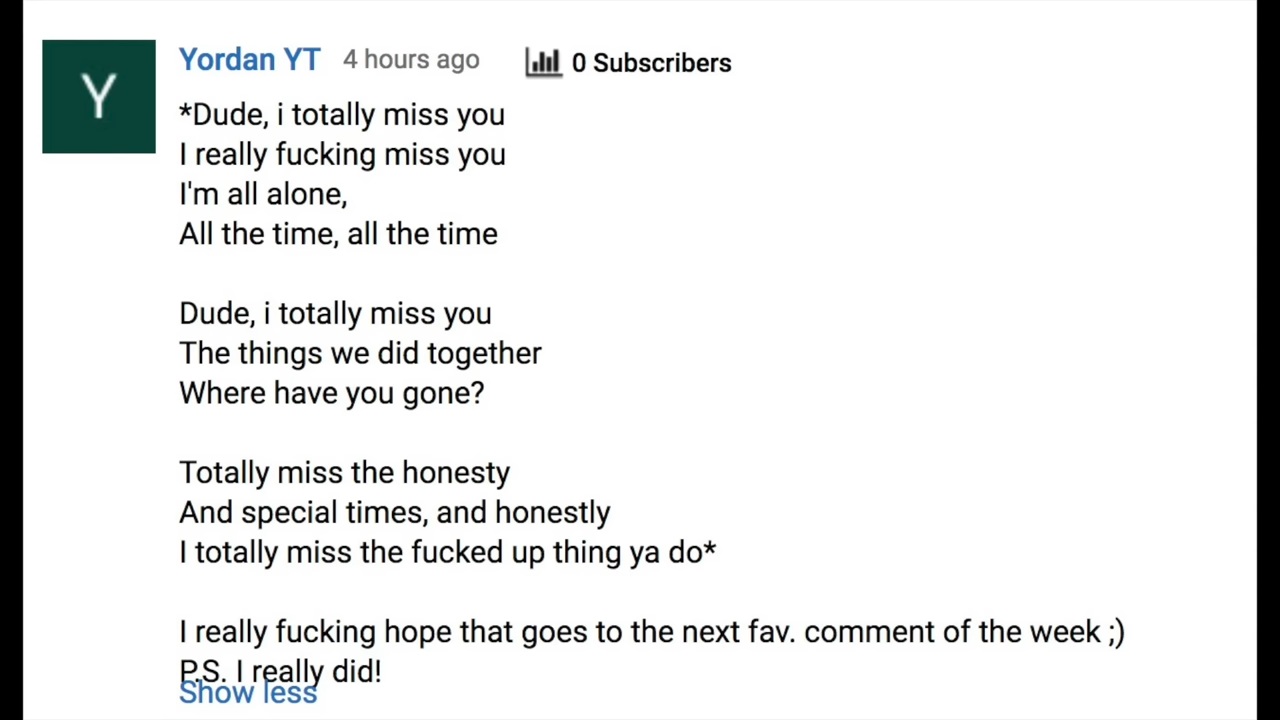 Y
Yordan YT 4 hours ago 0 Subscribers
*Dude, i totally miss you
I really fucking miss you
I'm all alone,
All the time, all the time
Dude, i totally miss you
The things we did together
Where have you gone?
Totally miss the honesty
And special times, and honestly
I totally miss the fucked up thing ya do*
I really fucking hope that goes to the next fav. comment of the week ;)
P.S. I really did!
Show less